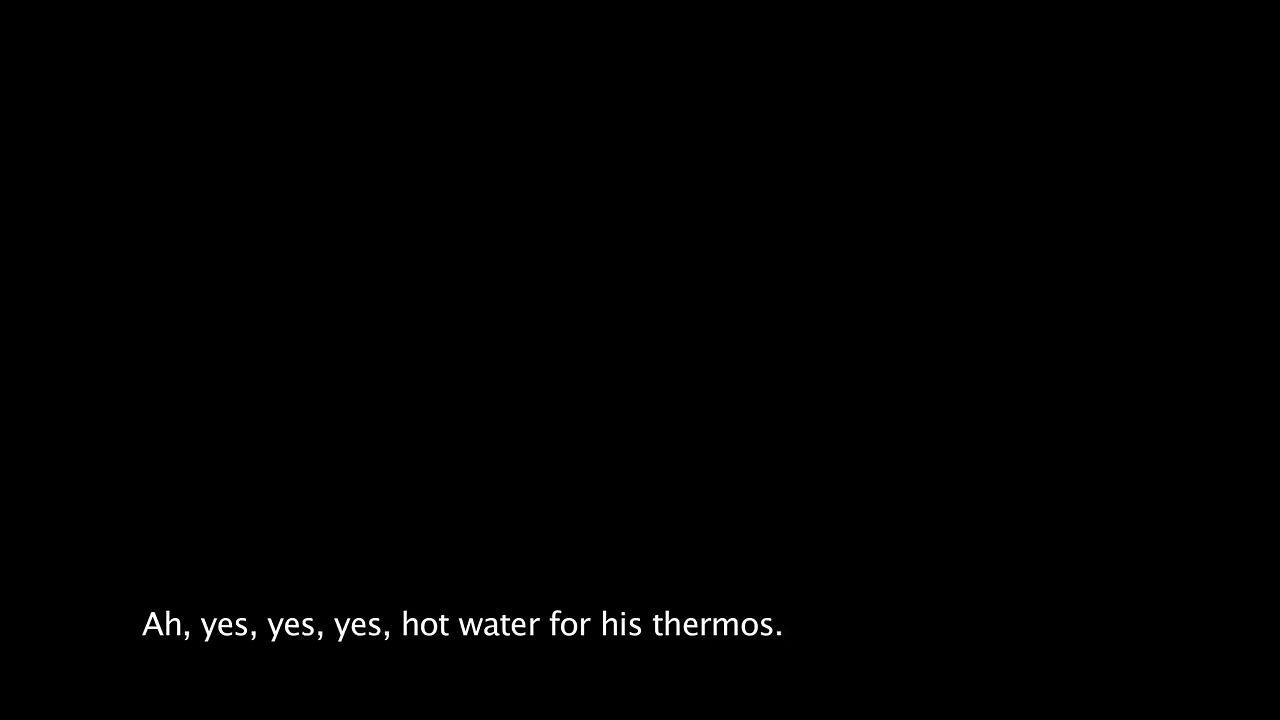 Ah, yes, yes, yes, hot water for his thermos.